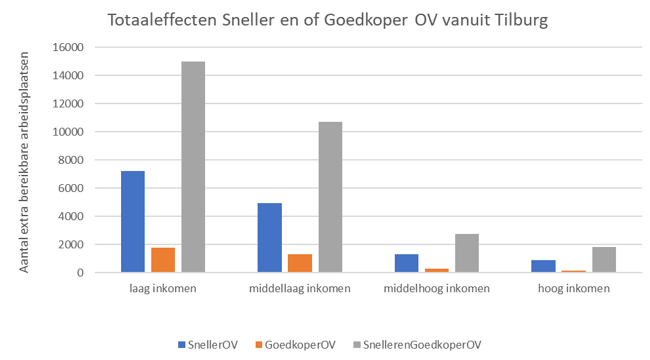 Totaaleffecten Sneller en of Goedkoper OV vanuit Tilburg
Aantal extra bereikbare arbeidsplaatsen
16000
14000
12000
10000
8000
6000
4000
2000
0
laag inkomen middellaag inkomen middelhoog inkomen hoog inkomen
SnellerOV GoedkoperOV SnellerenGoedkoperOV